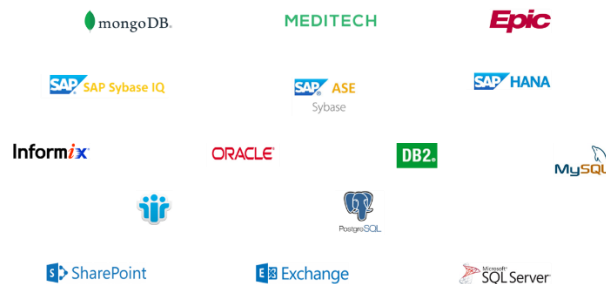 mongoDB.
MEDITECH
Epic
SAP SAP Sybase IQ
SAP ASE
Sybase
SAP HANA
Informix
ORACLE
DB2.
MySQL
PostgreSQL
S SharePoint
E Exchange
Microsoft
SQL Server